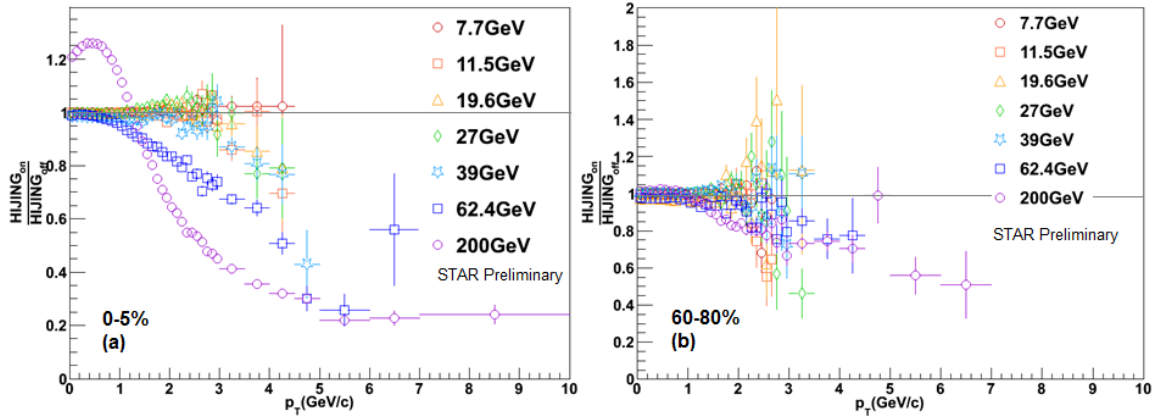 HIJING_on
HIJING_off
1.2
1
0.8
0.6
0.4
0.2
0
7.7GeV
11.5GeV
19.6GeV
27GeV
39GeV
62.4GeV
200GeV
STAR Preliminary
0-5%
(a)
0 1 2 3 4 5 6 7 8 9 10
p_T(GeV/c)
HIJING_on
HIJING_off
2
1.8
1.6
1.4
1.2
1
0.8
0.6
0.4
0.2
0
7.7GeV
11.5GeV
19.6GeV
27GeV
39GeV
62.4GeV
200GeV
STAR Preliminary
60-80%
(b)
0 1 2 3 4 5 6 7 8 9 10
p_T(GeV/c)